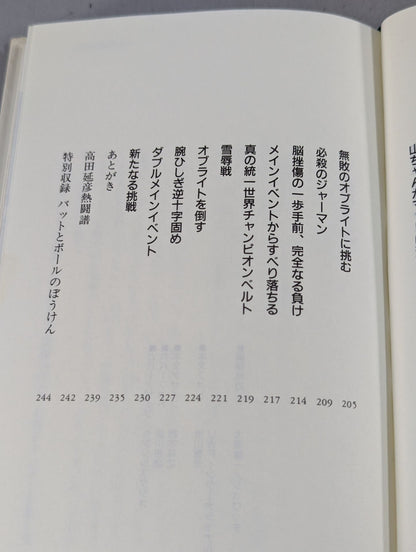 山ちゃんが
無敗のオブライトに挑む 205
必殺のジャーマン 209
脳挫傷の一歩手前、完全なる負け 214
メインイベントからすべり落ちる 217
真の統一世界チャンピオンベルト 219
雪辱戦 221
オブライトを倒す 224
腕ひしぎ逆十字固め 227
ダブルメインイベント 230
新たなる挑戦 235
あとがき 239
高田延彦熱闘譜 242
特別収録 バットとボールのぼうけん 244